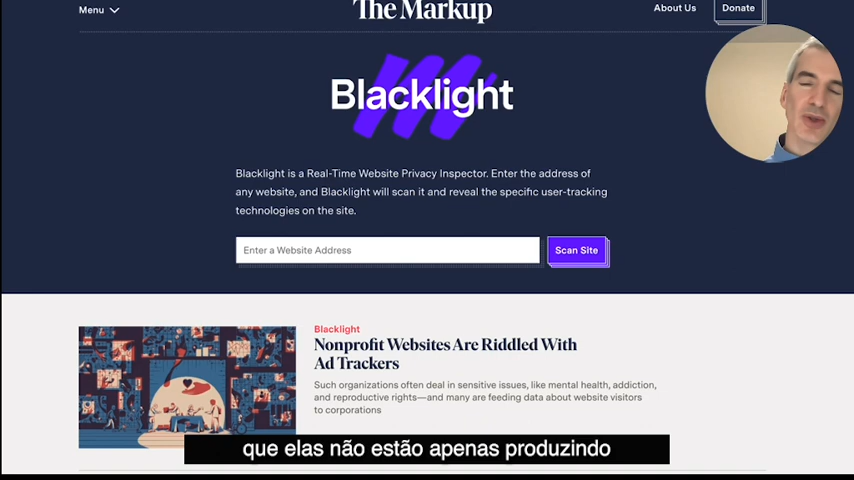 Menu
The Markup
About Us
Donate
Blacklight
Blacklight is a Real-Time Website Privacy Inspector. Enter the address of
any website, and Blacklight will scan it and reveal the specific user-tracking
technologies on the site.
Enter a Website Address
Scan Site
Blacklight
Nonprofit Websites Are Riddled With
Ad Trackers
Such organizations often deal in sensitive issues, like mental health, addiction,
and reproductive rights—and many are feeding data about website visitors
to corporations
que elas não estão apenas produzindo